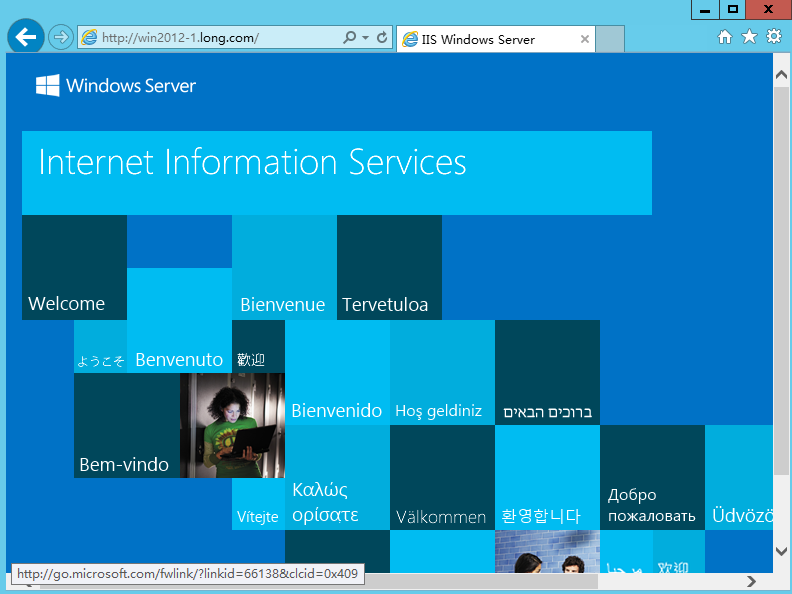 http://win2012-1.long.com/
IIS Windows Server
Windows Server
Internet Information Services
Welcome
Bienvenue
Tervetuloa
ようこそ
Benvenuto
歡迎
Bienvenido
Hoş geldiniz
ברוכים הבאים
Bem-vindo
Vítejte
Καλώς
ορίσατε
Välkommen
환영합니다
Добро
пожаловать
Üdvözö
欢迎
http://go.microsoft.com/fwlink/?linkid=66138&clcid=0x409